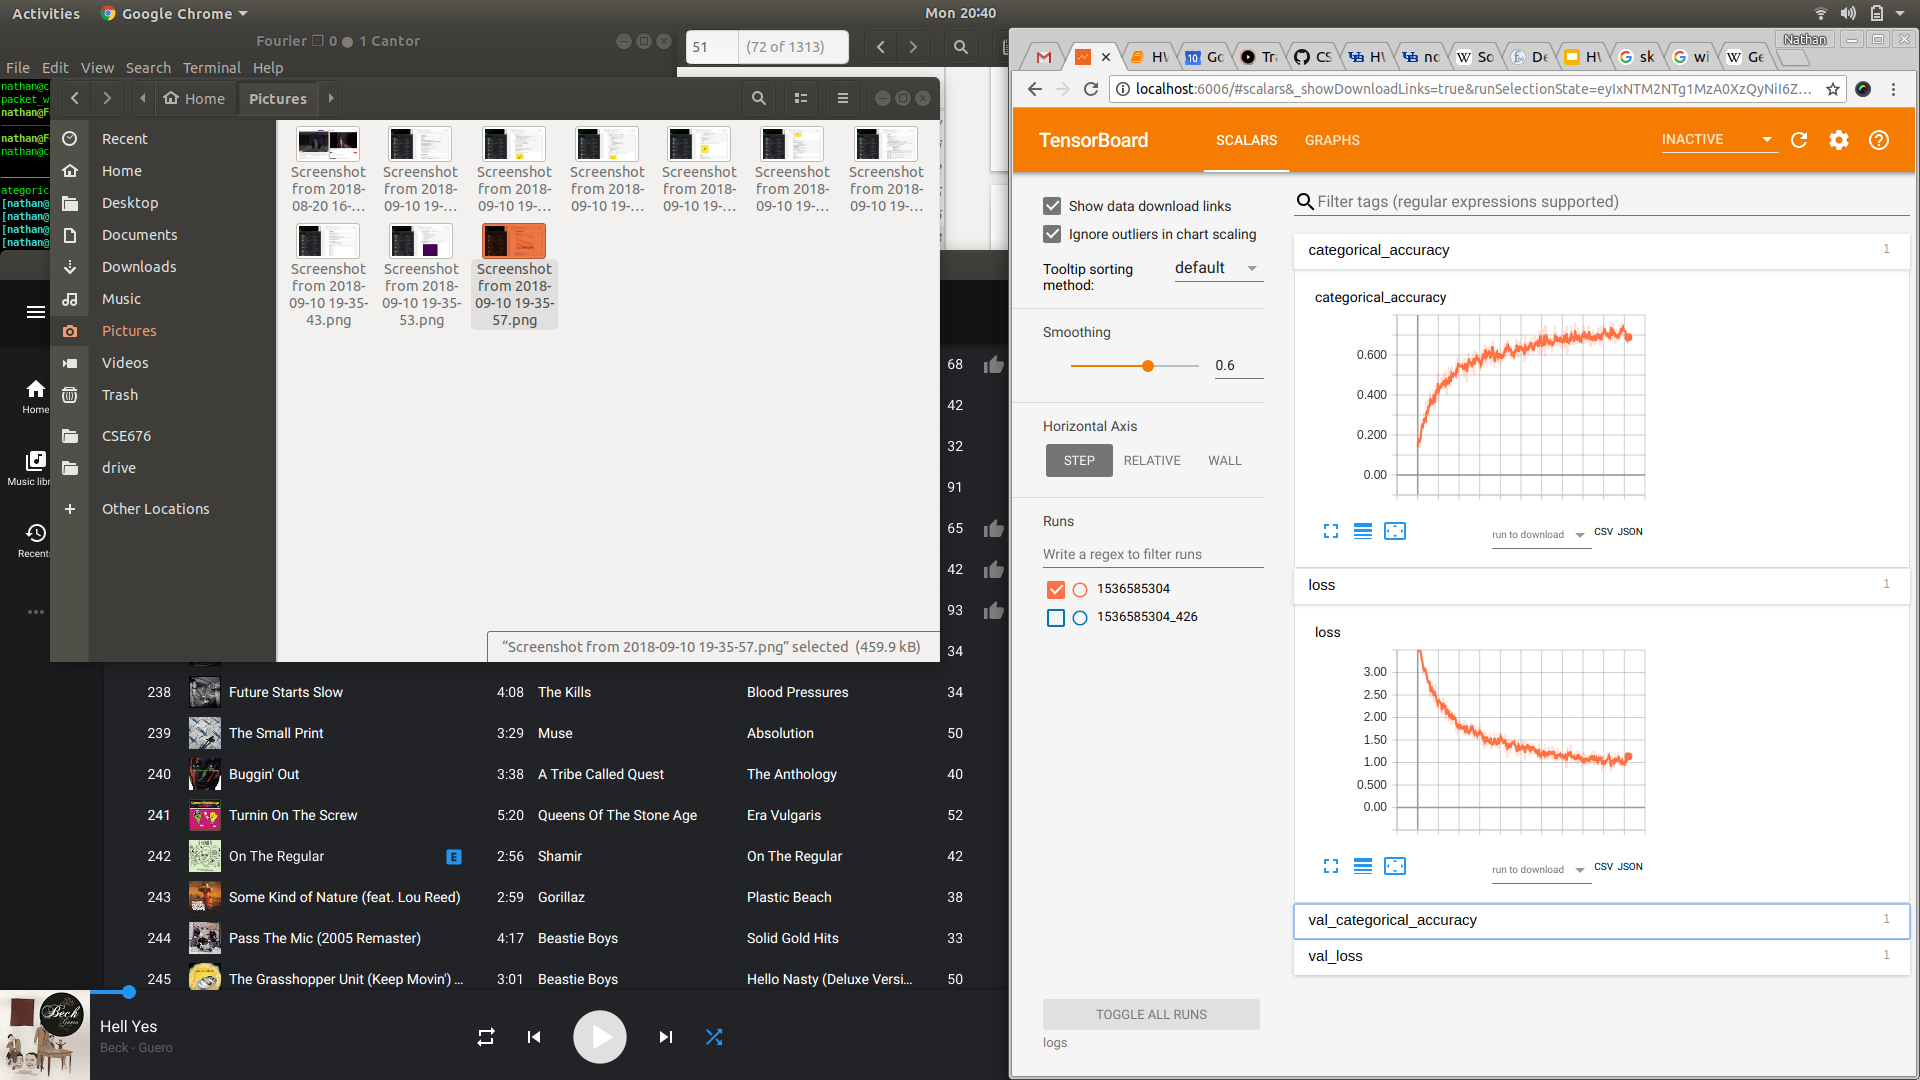 Activities
Google Chrome
Mon 20:40
Fourier 0 1 Cantor
51 (72 of 1313)
File Edit View Search Terminal Help
Home
Pictures
Recent
Home
Desktop
Documents
Downloads
Music
Pictures
Videos
Trash
CSE676
drive
Other Locations
Screenshot from 2018-08-20 16-...
Screenshot from 2018-09-10 19-...
Screenshot from 2018-09-10 19-...
Screenshot from 2018-09-10 19-...
Screenshot from 2018-09-10 19-...
Screenshot from 2018-09-10 19-...
Screenshot from 2018-09-10 19-...
Screenshot from 2018-09-10 19-35-43.png
Screenshot from 2018-09-10 19-35-53.png
Screenshot from 2018-09-10 19-35-57.png
“Screenshot from 2018-09-10 19-35-57.png” selected (459.9 kB)
Home
Music libr
Recents
68
42
32
91
65
42
93
34
238 Future Starts Slow 4:08 The Kills Blood Pressures 34
239 The Small Print 3:29 Muse Absolution 50
240 Buggin' Out 3:38 A Tribe Called Quest The Anthology 40
241 Turnin On The Screw 5:20 Queens Of The Stone Age Era Vulgaris 52
242 On The Regular E 2:56 Shamir On The Regular 42
243 Some Kind of Nature (feat. Lou Reed) 2:59 Gorillaz Plastic Beach 38
244 Pass The Mic (2005 Remaster) 4:17 Beastie Boys Solid Gold Hits 33
245 The Grasshopper Unit (Keep Movin') ... 3:01 Beastie Boys Hello Nasty (Deluxe Versi... 50
Hell Yes
Beck - Guero
Nathan
localhost:6006/#scalars&_showDownloadLinks=true&runSelectionState=eyIxNTM2NTg1MzA0XzQyNiI6Z...
TensorBoard
SCALARS
GRAPHS
INACTIVE
Show data download links
Ignore outliers in chart scaling
Tooltip sorting method:
default
Smoothing
0.6
Horizontal Axis
STEP RELATIVE WALL
Runs
Write a regex to filter runs
1536585304
1536585304_426
TOGGLE ALL RUNS
logs
Filter tags (regular expressions supported)
categorical_accuracy 1
categorical_accuracy
0.600
0.400
0.200
0.00
run to download CSV JSON
loss 1
loss
3.00
2.50
2.00
1.50
1.00
0.500
0.00
run to download CSV JSON
val_categorical_accuracy 1
val_loss 1